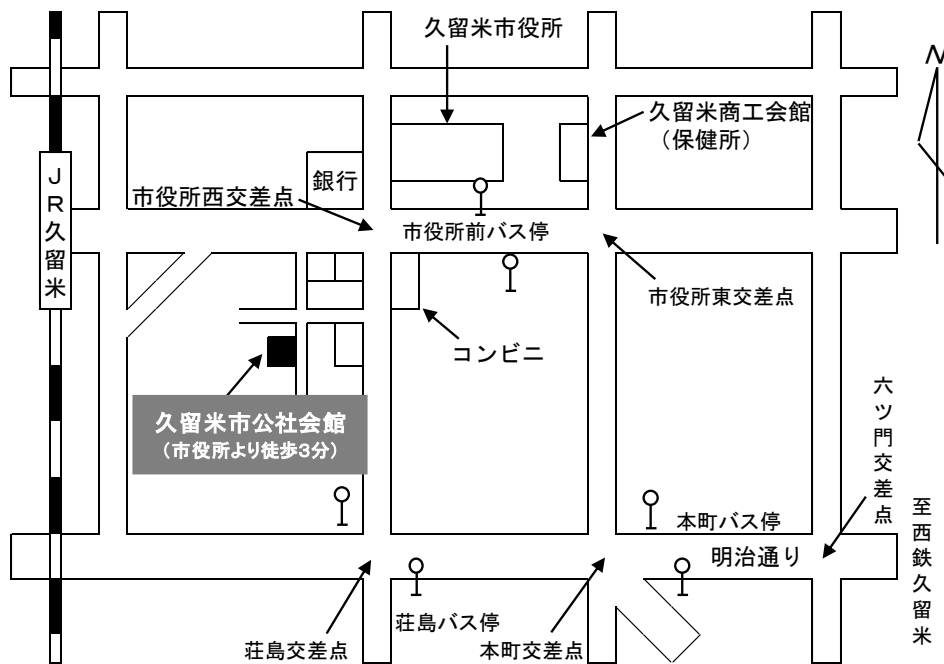 久留米市役所
N
久留米商工会館
（保健所）
JR久留米
銀行
市役所西交差点
市役所前バス停
市役所東交差点
コンビニ
久留米市公社会館
（市役所より徒歩3分）
六ツ門交差点
至西鉄久留米
本町バス停
明治通り
荘島バス停
荘島交差点
本町交差点